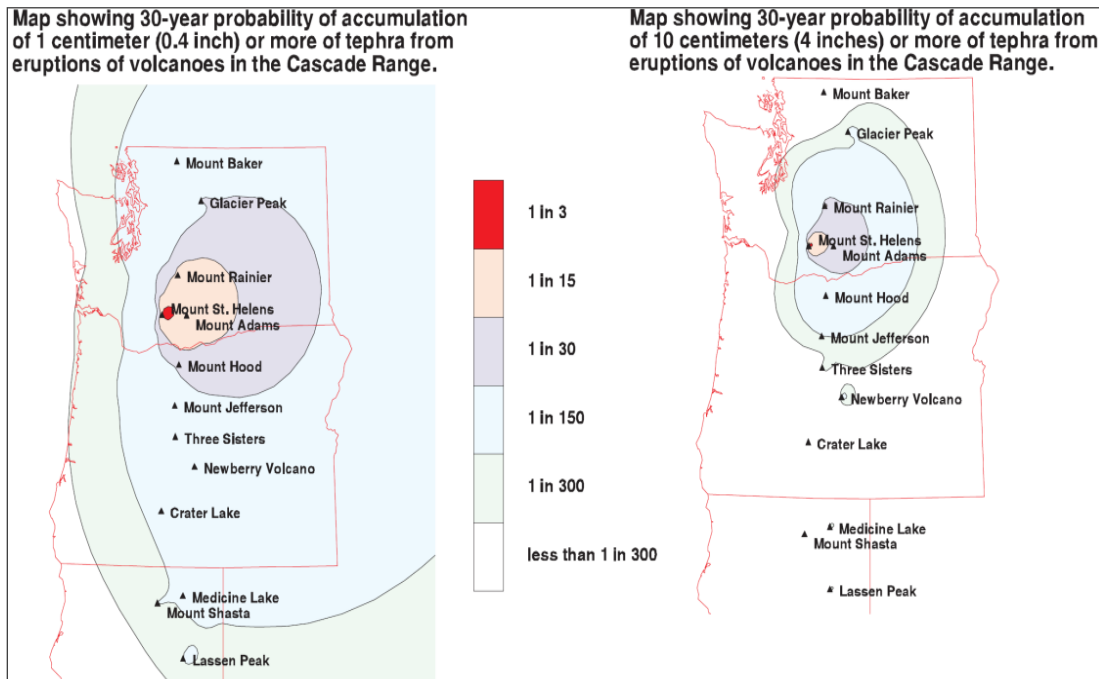 Map showing 30-year probability of accumulation
of 1 centimeter (0.4 inch) or more of tephra from
eruptions of volcanoes in the Cascade Range.
Mount Baker
Glacier Peak
Mount Rainier
Mount St. Helens
Mount Adams
Mount Hood
Mount Jefferson
Three Sisters
Newberry Volcano
Crater Lake
Medicine Lake
Mount Shasta
Lassen Peak
1 in 3
1 in 15
1 in 30
1 in 150
1 in 300
less than 1 in 300
Map showing 30-year probability of accumulation
of 10 centimeters (4 inches) or more of tephra from
eruptions of volcanoes in the Cascade Range.
Mount Baker
Glacier Peak
Mount Rainier
Mount St. Helens
Mount Adams
Mount Hood
Mount Jefferson
Three Sisters
Newberry Volcano
Crater Lake
Medicine Lake
Mount Shasta
Lassen Peak